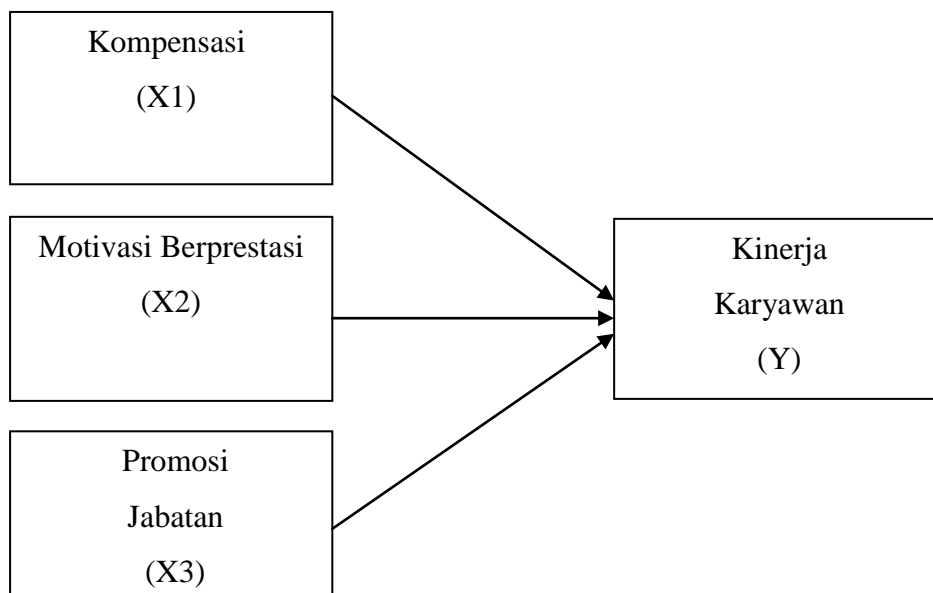 Kompensasi
(X1)
Motivasi Berprestasi
(X2)
Promosi
Jabatan
(X3)
Kinerja
Karyawan
(Y)